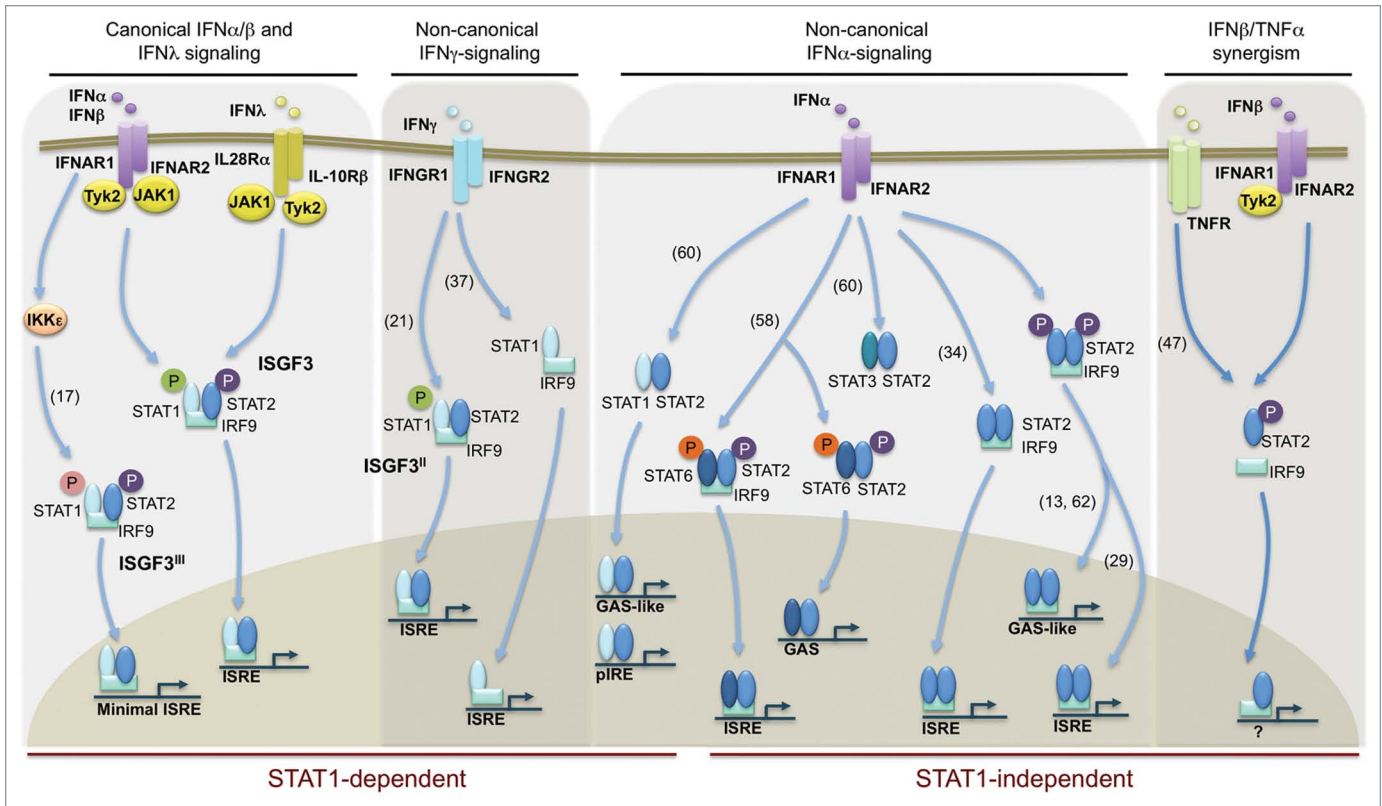 Canonical IFNα/β and
IFNλ signaling
Non-canonical
IFNγ-signaling
Non-canonical
IFNα-signaling
IFNβ/TNFα
synergism
IFNα
IFNβ
IFNλ
IFNγ
IFNα
IFNβ
IFNAR1
IFNAR2
IL28Rα
IL-10Rβ
IFNGR1
IFNGR2
IFNAR1
IFNAR2
IFNAR1
IFNAR2
TNFR
Tyk2
JAK1
JAK1
Tyk2
Tyk2
IKKε
(17)
ISGF3
P
P
STAT1
STAT2
IRF9
P
P
STAT1
STAT2
IRF9
ISGF3III
Minimal ISRE
ISRE
(21)
(37)
STAT1
IRF9
P
STAT1
STAT2
IRF9
ISGF3II
ISRE
ISRE
(60)
(58)
(60)
(34)
STAT1 STAT2
STAT3 STAT2
P
P
STAT2
IRF9
P
P
STAT6
STAT2
IRF9
P
P
STAT6 STAT2
STAT2
IRF9
(13, 62)
(29)
GAS-like
pIRE
ISRE
GAS
ISRE
GAS-like
ISRE
(47)
P
STAT2
IRF9
?
STAT1-dependent
STAT1-independent